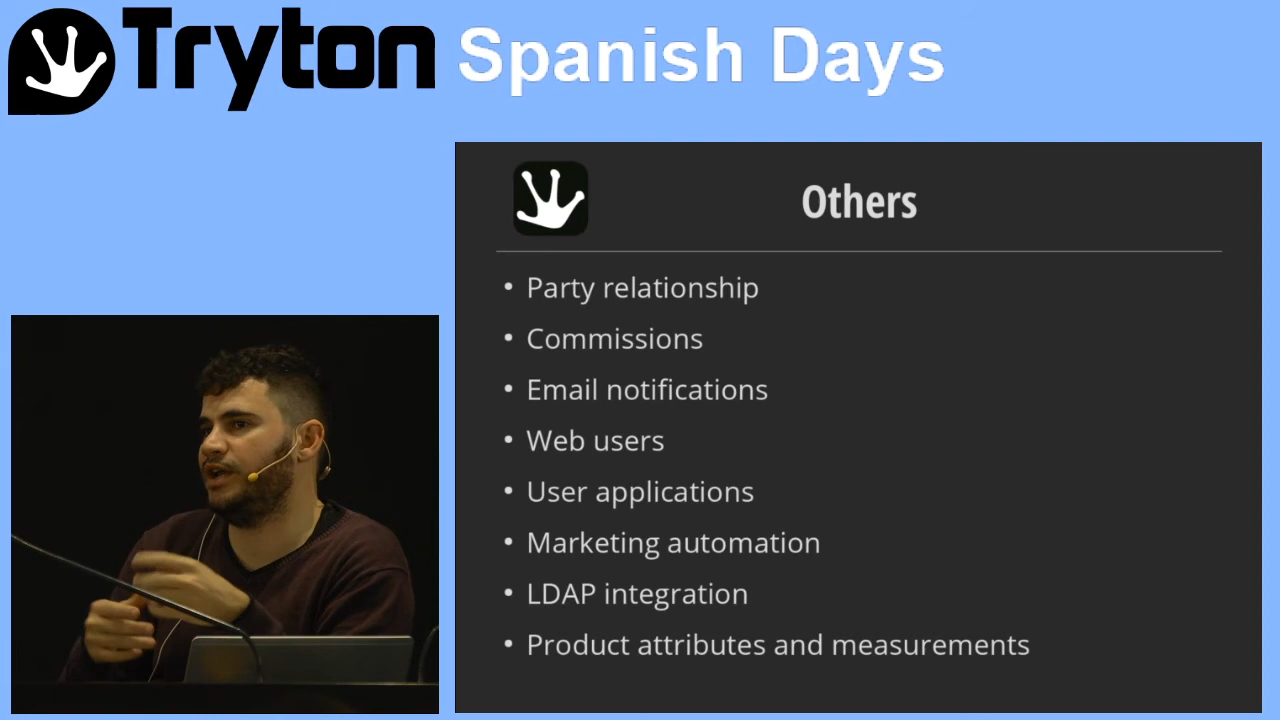 Tryton Spanish Days
Others
• Party relationship
• Commissions
• Email notifications
• Web users
• User applications
• Marketing automation
• LDAP integration
• Product attributes and measurements